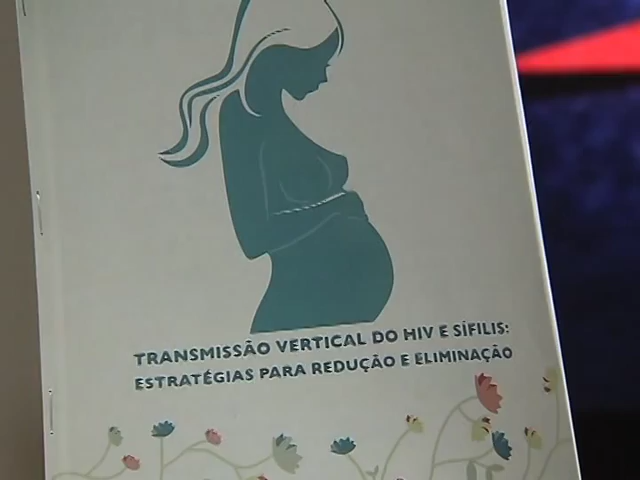 TRANSMISSÃO VERTICAL DO HIV E SÍFILIS:
ESTRATÉGIAS PARA REDUÇÃO E ELIMINAÇÃO